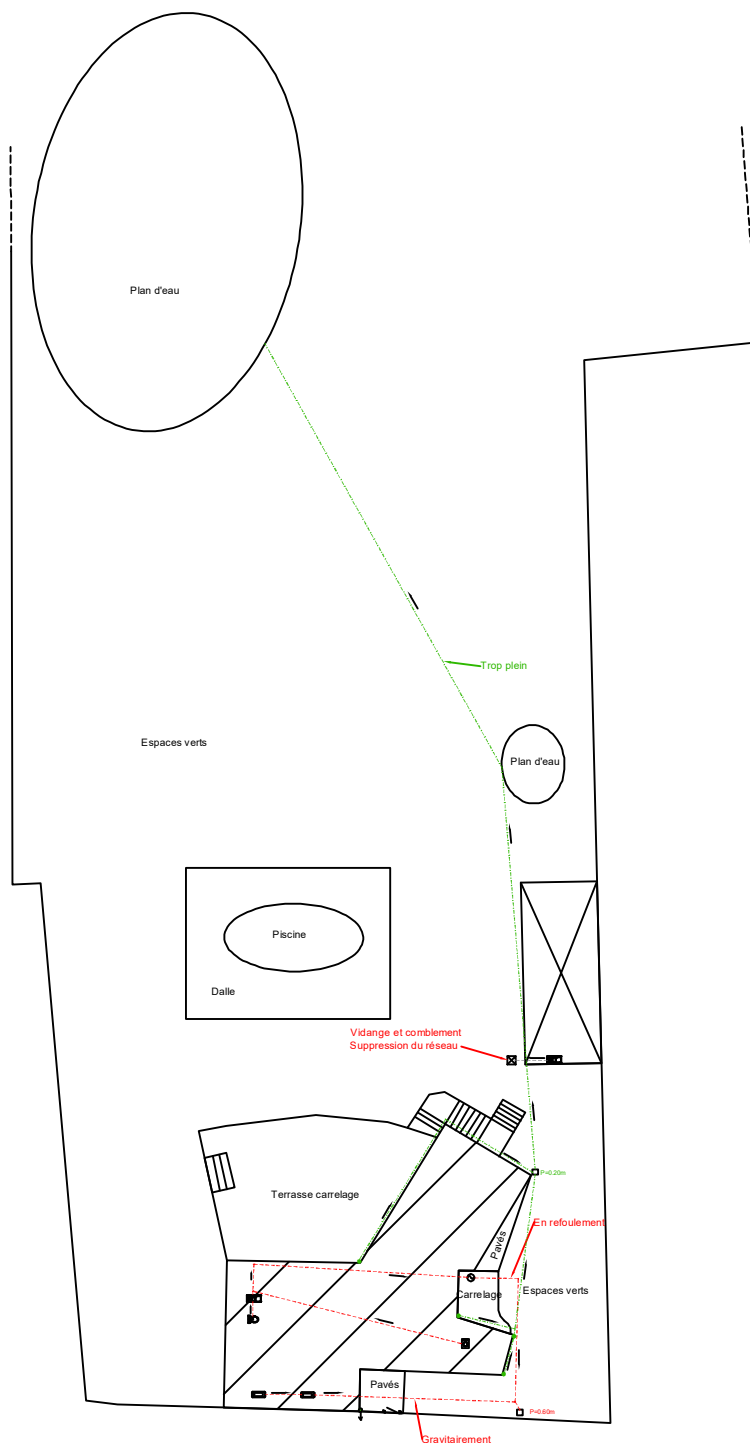 Plan d'eau
Trop plein
Espaces verts
Plan d'eau
Piscine
Dalle
Vidange et comblement
Suppression du réseau
P=0.20m
Terrasse carrelage
En refoulement
Pavés
Carrelage
Espaces verts
Pavés
P=0.60m
Gravitairement